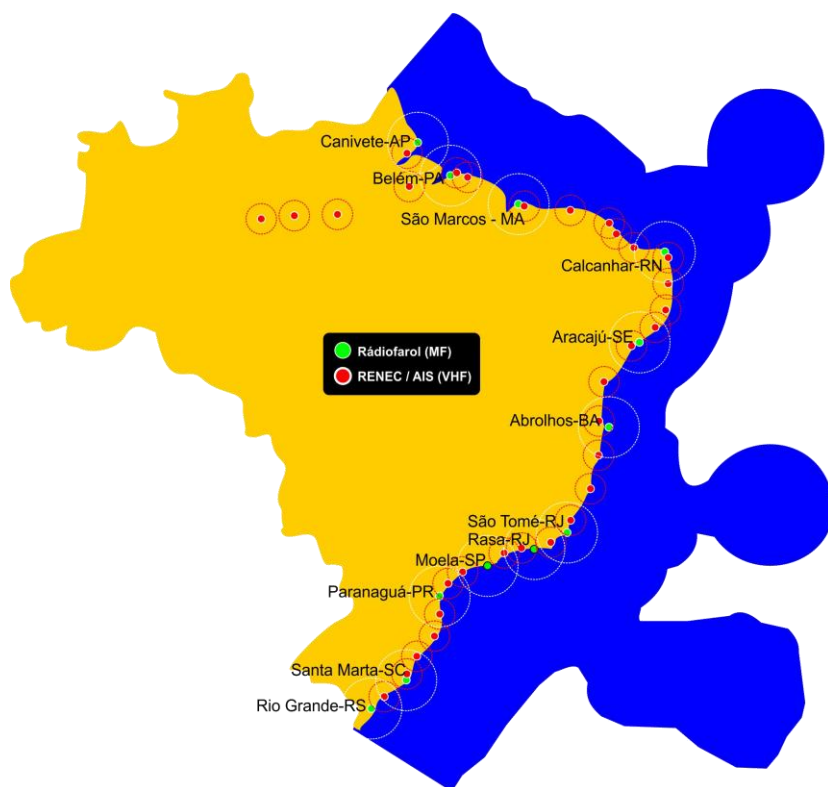 Canivete-AP
Belém-PA
São Marcos - MA
Calcanhar-RN
Aracajú-SE
Rádiofarol (MF)
RENEC / AIS (VHF)
Abrolhos-BA
São Tomé-RJ
Rasa-RJ
Moela-SP
Paranaguá-PR
Santa Marta-SC
Rio Grande-RS